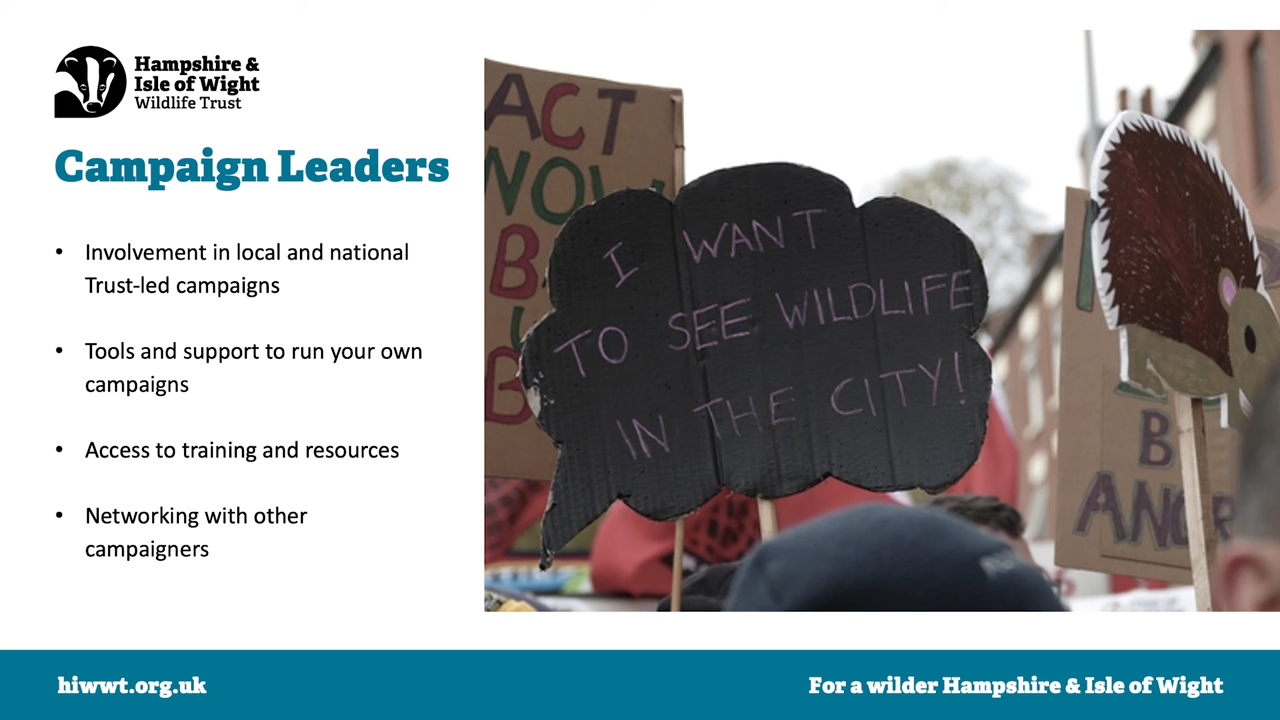 Hampshire &
Isle of Wight
Wildlife Trust
Campaign Leaders
• Involvement in local and national
Trust-led campaigns
• Tools and support to run your own
campaigns
• Access to training and resources
• Networking with other
campaigners
ACT
NOW
I WANT
TO SEE WILDLIFE
IN THE CITY!
B
ANGR
hiwwt.org.uk
For a wilder Hampshire & Isle of Wight